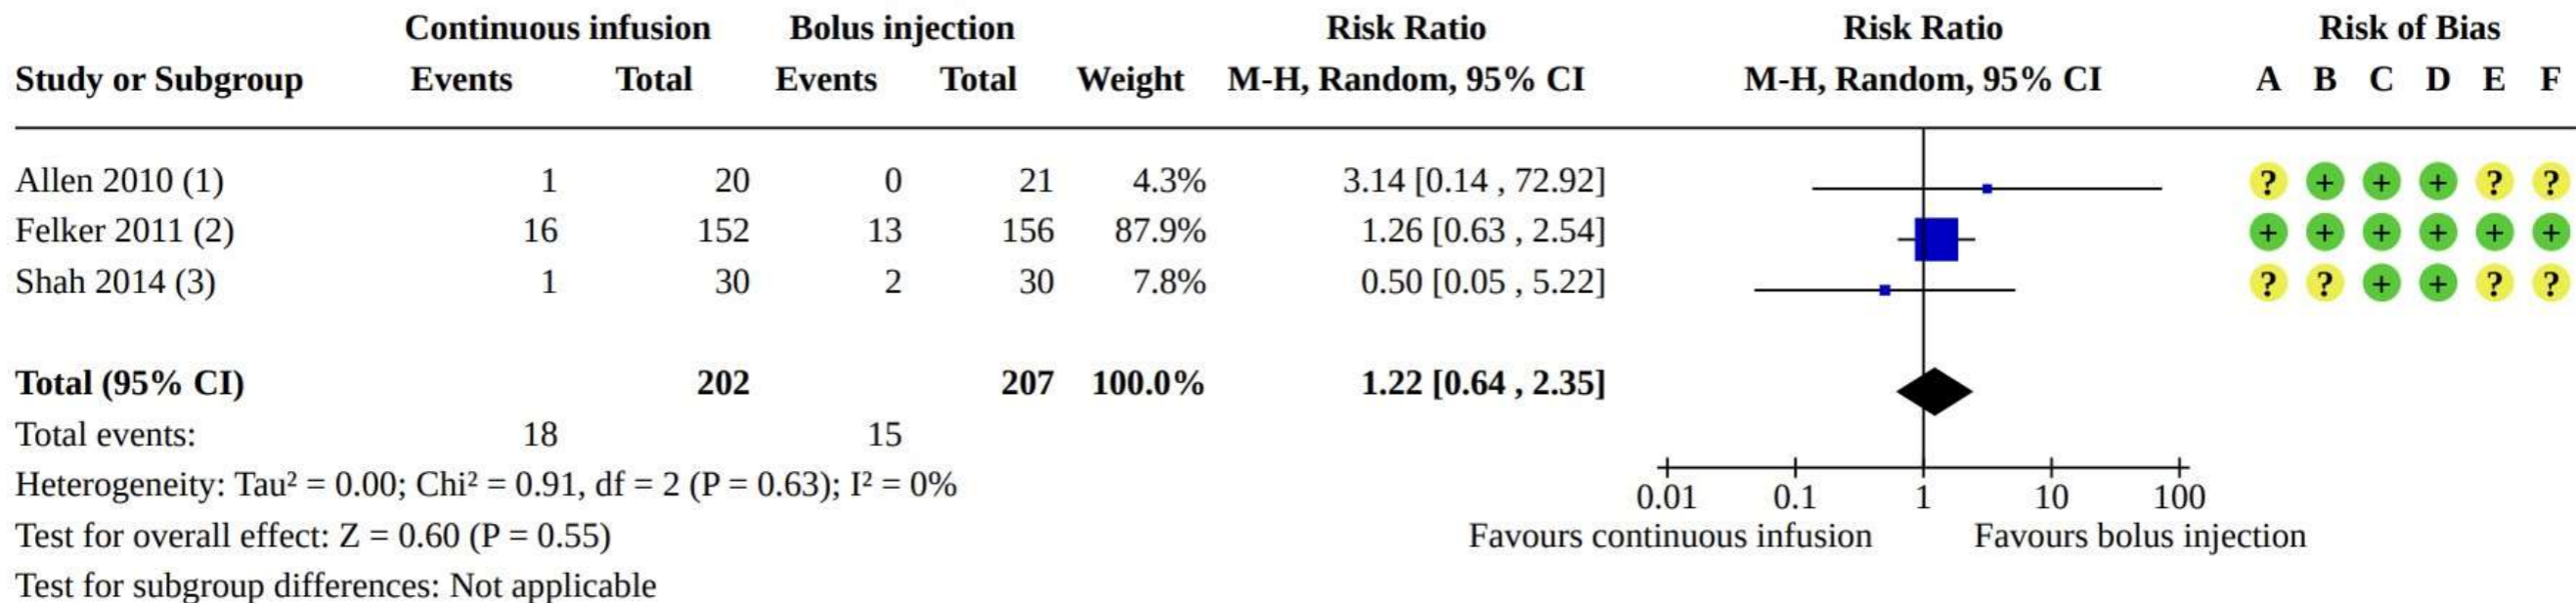 Continuous infusion Bolus injection Risk Ratio Risk Ratio Risk of Bias
Study or Subgroup Events Total Events Total Weight M-H, Random, 95% CI M-H, Random, 95% CI A B C D E F
Allen 2010 (1) 1 20 0 21 4.3% 3.14 [0.14 , 72.92] ? + + + ? ?
Felker 2011 (2) 16 152 13 156 87.9% 1.26 [0.63 , 2.54] + + + + + +
Shah 2014 (3) 1 30 2 30 7.8% 0.50 [0.05 , 5.22] ? ? + + ? ?
Total (95% CI) 202 207 100.0% 1.22 [0.64 , 2.35]
Total events: 18 15
Heterogeneity: Tau² = 0.00; Chi² = 0.91, df = 2 (P = 0.63); I² = 0% 0.01 0.1 1 10 100
Test for overall effect: Z = 0.60 (P = 0.55) Favours continuous infusion Favours bolus injection
Test for subgroup differences: Not applicable